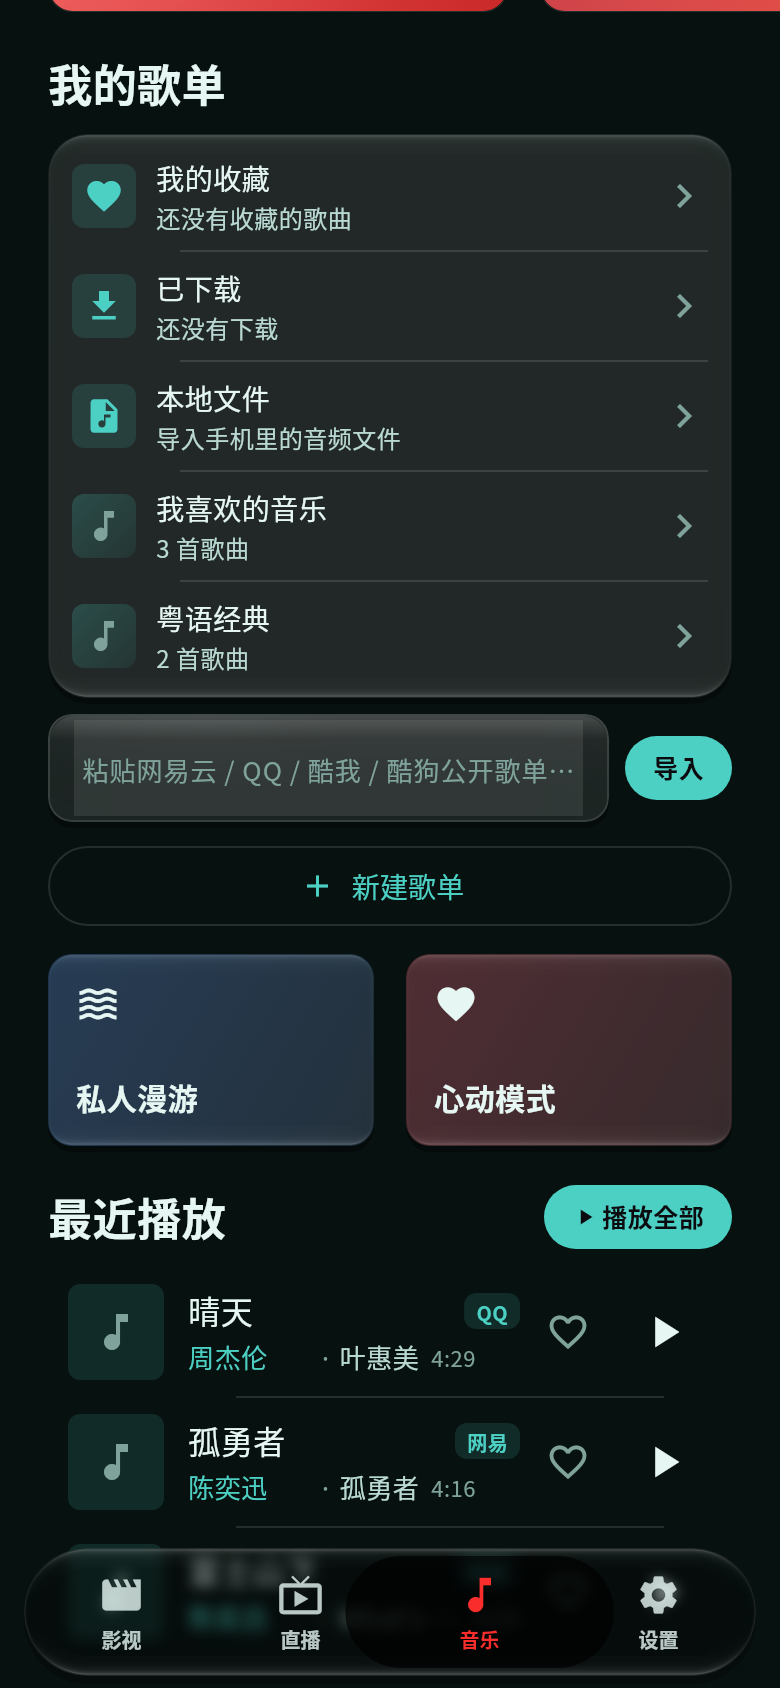 我的歌单
我的收藏
还没有收藏的歌曲
已下载
还没有下载
本地文件
导入手机里的音频文件
我喜欢的音乐
3 首歌曲
粤语经典
2 首歌曲
粘贴网易云 / QQ / 酷我 / 酷狗公开歌单…
导入
新建歌单
私人漫游
心动模式
最近播放
播放全部
晴天 QQ
周杰伦 · 叶惠美 4:29
孤勇者 网易
陈奕迅 · 孤勇者 4:16
影视 直播 音乐 设置